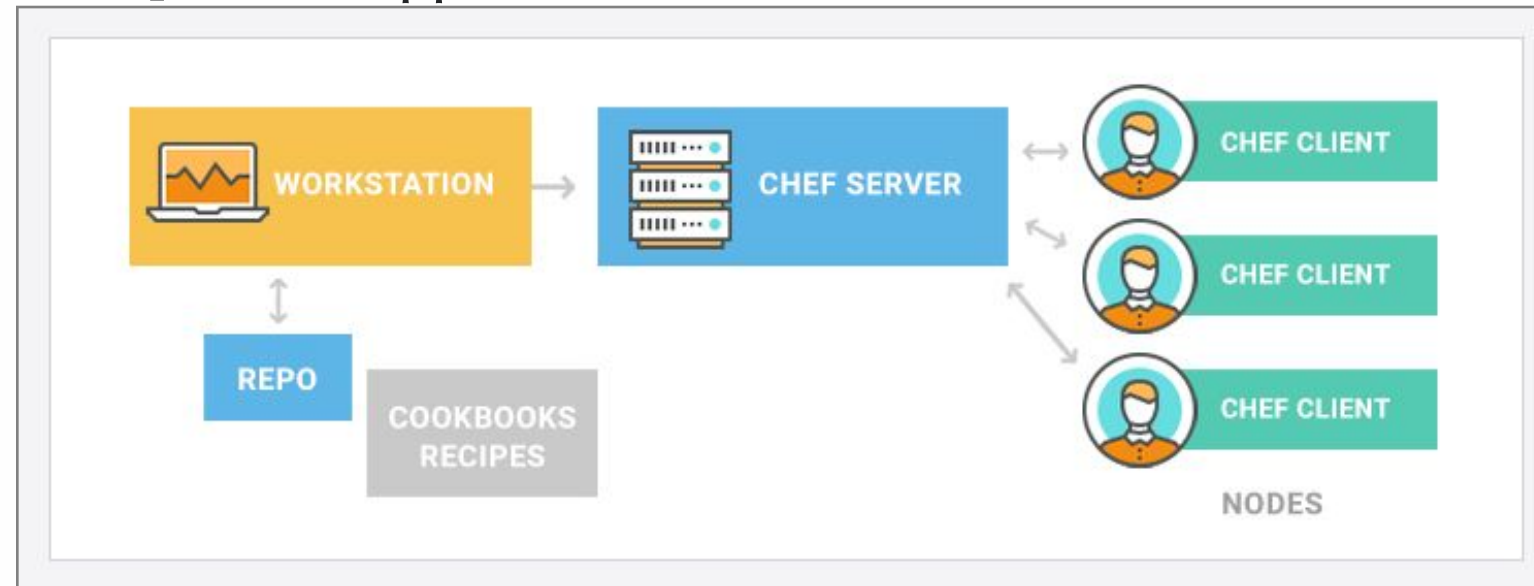 WORKSTATION
CHEF SERVER
CHEF CLIENT
CHEF CLIENT
CHEF CLIENT
REPO
COOKBOOKS
RECIPES
NODES